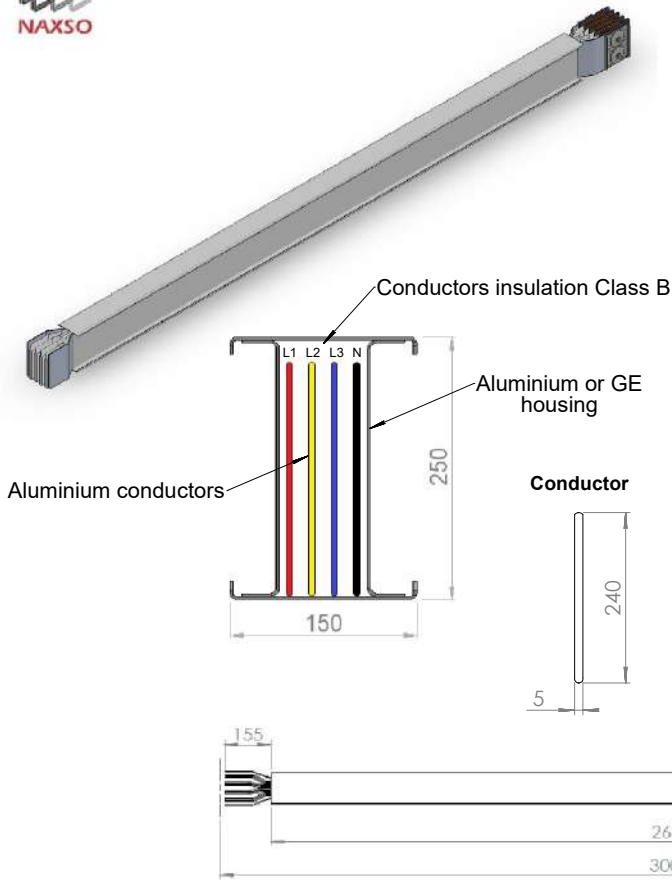 NAXSO
Conductors insulation Class B
L1 L2 L3 N
Aluminium or GE
housing
Aluminium conductors
250
150
Conductor
240
5
155